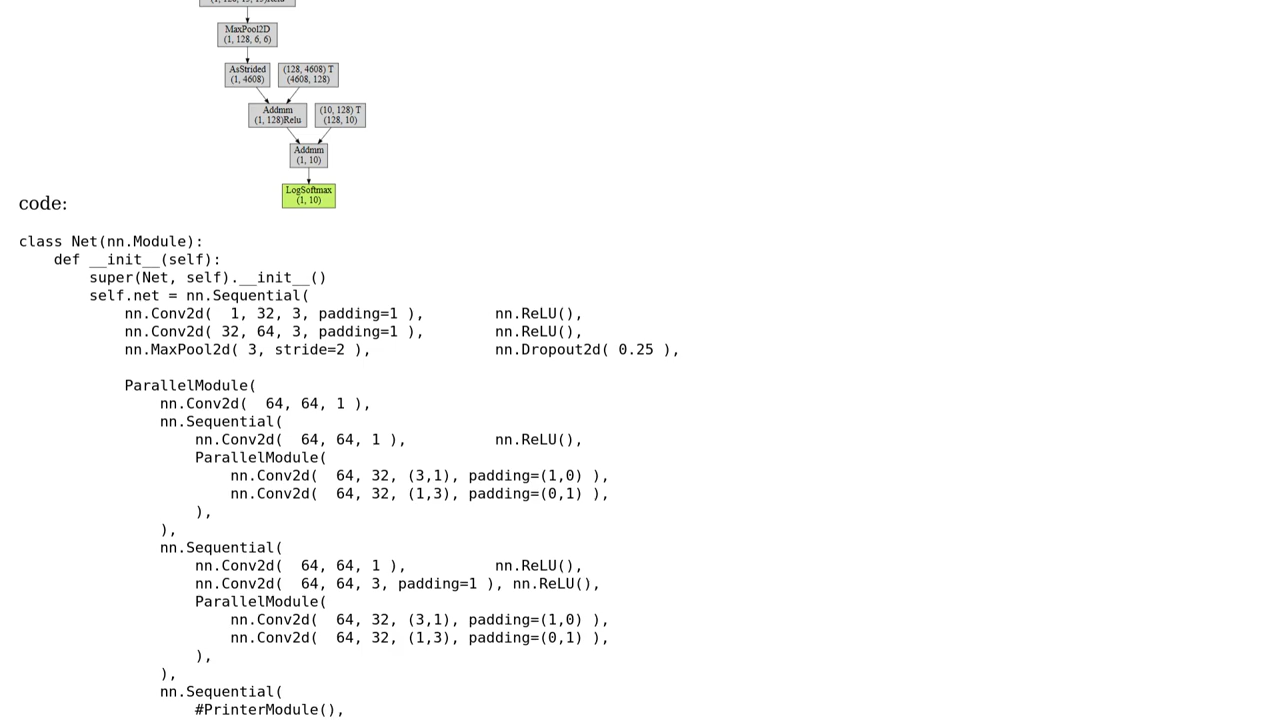 MaxPool2D
(1, 128, 6, 6)
AsStrided
(1, 4608)
(128, 4608) T
(4608, 128)
Addmm
(1, 128)Relu
(10, 128) T
(128, 10)
Addmm
(1, 10)
LogSoftmax
(1, 10)
code:
class Net(nn.Module):
    def __init__(self):
        super(Net, self).__init__()
        self.net = nn.Sequential(
            nn.Conv2d(  1, 32, 3, padding=1 ),        nn.ReLU(),
            nn.Conv2d( 32, 64, 3, padding=1 ),        nn.ReLU(),
            nn.MaxPool2d( 3, stride=2 ),              nn.Dropout2d( 0.25 ),
            ParallelModule(
                nn.Conv2d(  64, 64, 1 ),
                nn.Sequential(
                    nn.Conv2d(  64, 64, 1 ),          nn.ReLU(),
                    ParallelModule(
                        nn.Conv2d(  64, 32, (3,1), padding=(1,0) ),
                        nn.Conv2d(  64, 32, (1,3), padding=(0,1) ),
                    ),
                ),
                nn.Sequential(
                    nn.Conv2d(  64, 64, 1 ),          nn.ReLU(),
                    nn.Conv2d(  64, 64, 3, padding=1 ), nn.ReLU(),
                    ParallelModule(
                        nn.Conv2d(  64, 32, (3,1), padding=(1,0) ),
                        nn.Conv2d(  64, 32, (1,3), padding=(0,1) ),
                    ),
                ),
                nn.Sequential(
                    #PrinterModule(),